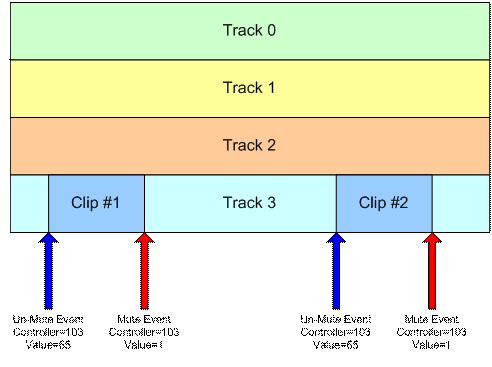 Track 0
Track 1
Track 2
Clip #1
Track 3
Clip #2
Un-Mute Event
Controller=103
Value=65
Mute Event
Controller=103
Value=1
Un-Mute Event
Controller=103
Value=65
Mute Event
Controller=103
Value=1